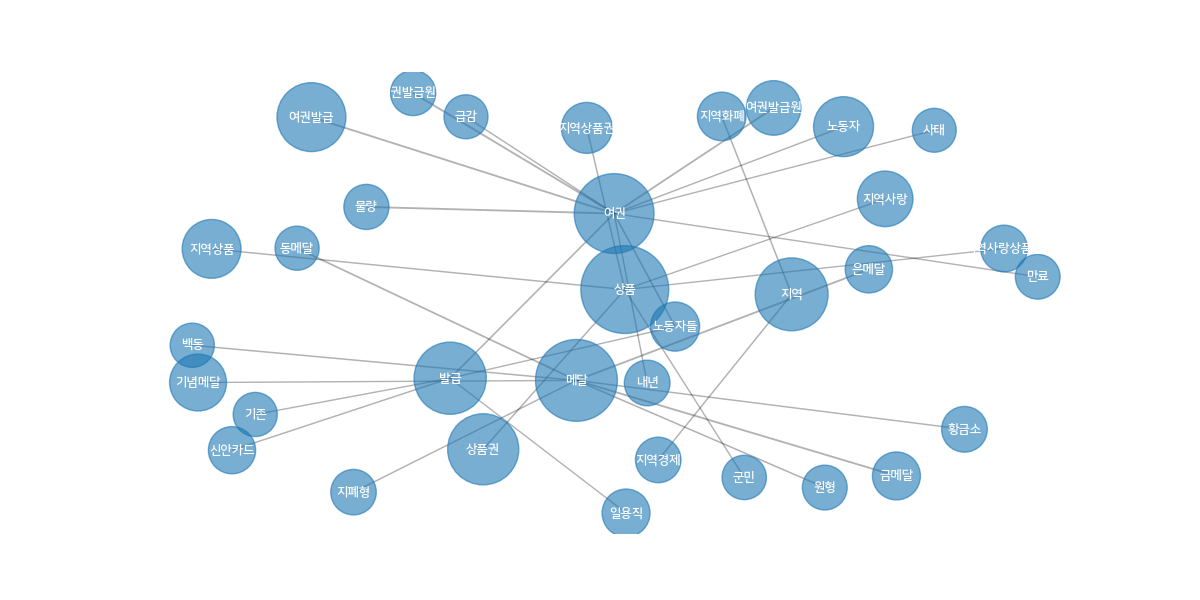 권발급원
여권발급
금감
지역상품권
지역화폐
여권발급원
노동자
사태
물량
여권
지역사랑
지역상품
동메달
역사랑상품
만료
은메달
상품
지역
노동자들
백동
기념메달
발급
메달
내년
기존
신안카드
상품권
지역경제
황금소
지폐형
군민
원형
금메달
일용직